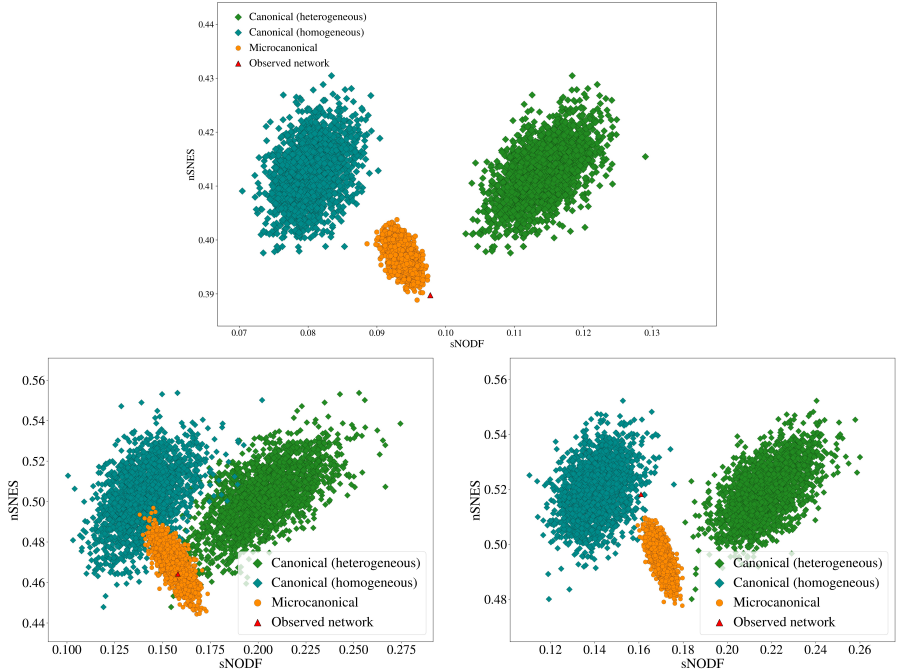 Canonical (heterogeneous)
Canonical (homogeneous)
Microcanonical
Observed network
0.44
0.43
0.42
0.41
0.40
0.39
nSNES
0.07 0.08 0.09 0.10 0.11 0.12 0.13
sNODF
0.56
0.54
0.52
0.50
0.48
0.46
0.44
nSNES
Canonical (heterogeneous)
Canonical (homogeneous)
Microcanonical
Observed network
0.100 0.125 0.150 0.175 0.200 0.225 0.250 0.275
sNODF
0.56
0.54
0.52
0.50
0.48
nSNES
Canonical (heterogeneous)
Canonical (homogeneous)
Microcanonical
Observed network
0.12 0.14 0.16 0.18 0.20 0.22 0.24 0.26
sNODF